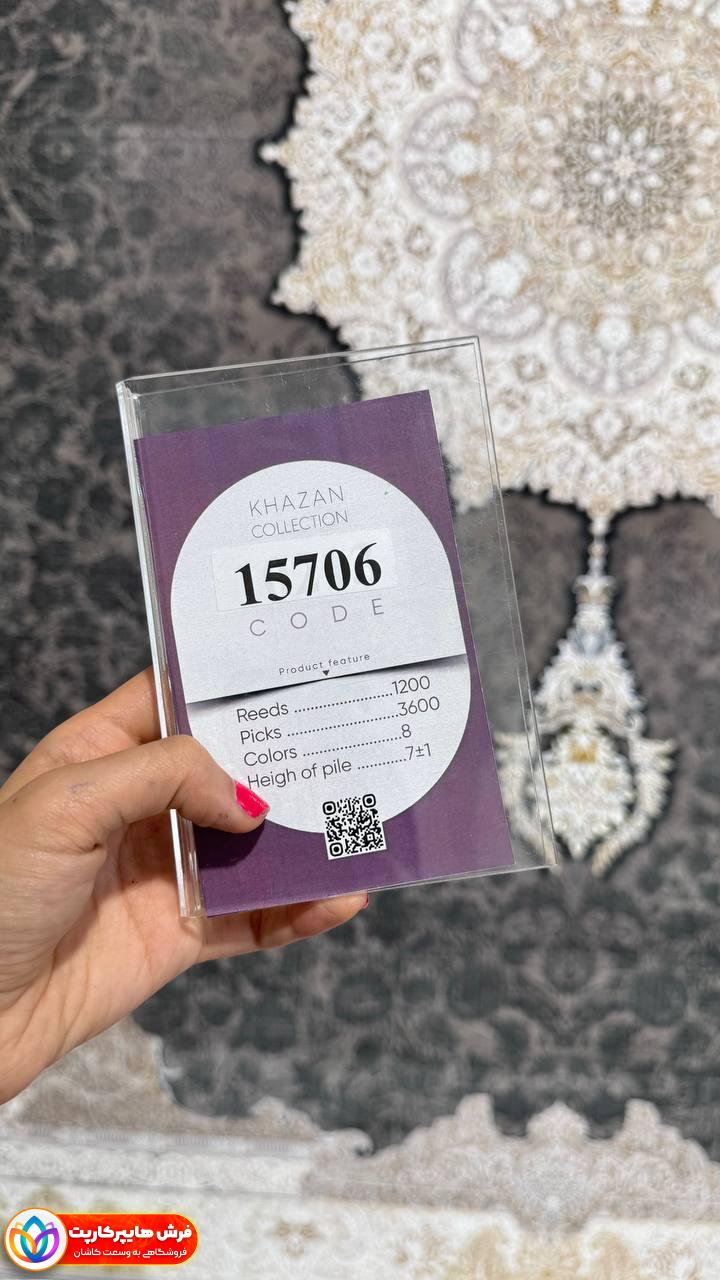 KHAZAN
COLLECTION
15706
CODE
Product feature
Reeds ........................1200
Picks .................................3600
Colors .......................8
Heigh of pile ............7±1
فرش هایپرکارپت
فروشگاهی به وسعت کاشان